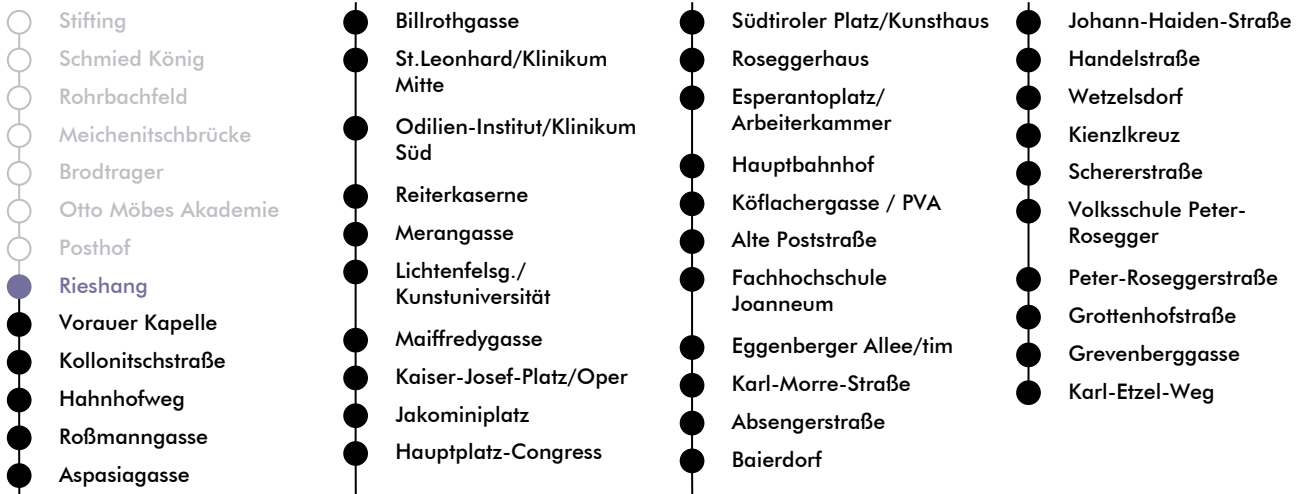 Stifting
Schmied König
Rohrbachfeld
Meichenitschbrücke
Brodtrager
Otto Möbes Akademie
Posthof
Rieshang
Vorauer Kapelle
Kollonitschstraße
Hahnhofweg
Roßmanngasse
Aspasiagasse
Billrothgasse
St.Leonhard/Klinikum
Mitte
Odilien-Institut/Klinikum
Süd
Reiterkaserne
Merangasse
Lichtenfelsg./
Kunstuniversität
Maiffredygasse
Kaiser-Josef-Platz/Oper
Jakominiplatz
Hauptplatz-Congress
Südtiroler Platz/Kunsthaus
Roseggerhaus
Esperantoplatz/
Arbeiterkammer
Hauptbahnhof
Köflachergasse / PVA
Alte Poststraße
Fachhochschule
Joanneum
Eggenberger Allee/tim
Karl-Morre-Straße
Absengerstraße
Baierdorf
Johann-Haiden-Straße
Handelstraße
Wetzelsdorf
Kienzlkreuz
Schererstraße
Volksschule Peter-
Rosegger
Peter-Roseggerstraße
Grottenhofstraße
Grevenberggasse
Karl-Etzel-Weg